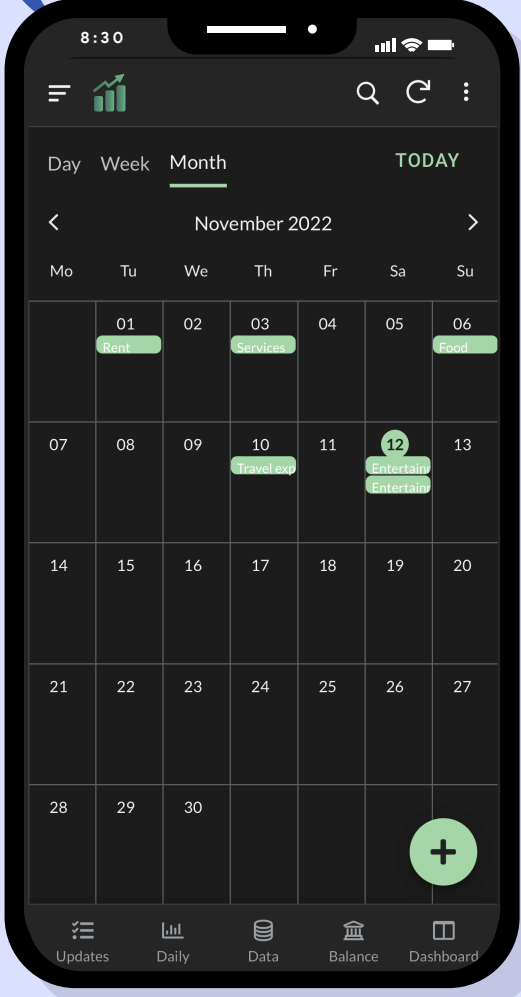 8:30
Day Week Month TODAY
November 2022
Mo Tu We Th Fr Sa Su
01 02 03 04 05 06
Rent Services Food
07 08 09 10 11 12 13
Travel exp Entertain
Entertain
14 15 16 17 18 19 20
21 22 23 24 25 26 27
28 29 30
Updates Daily Data Balance Dashboard